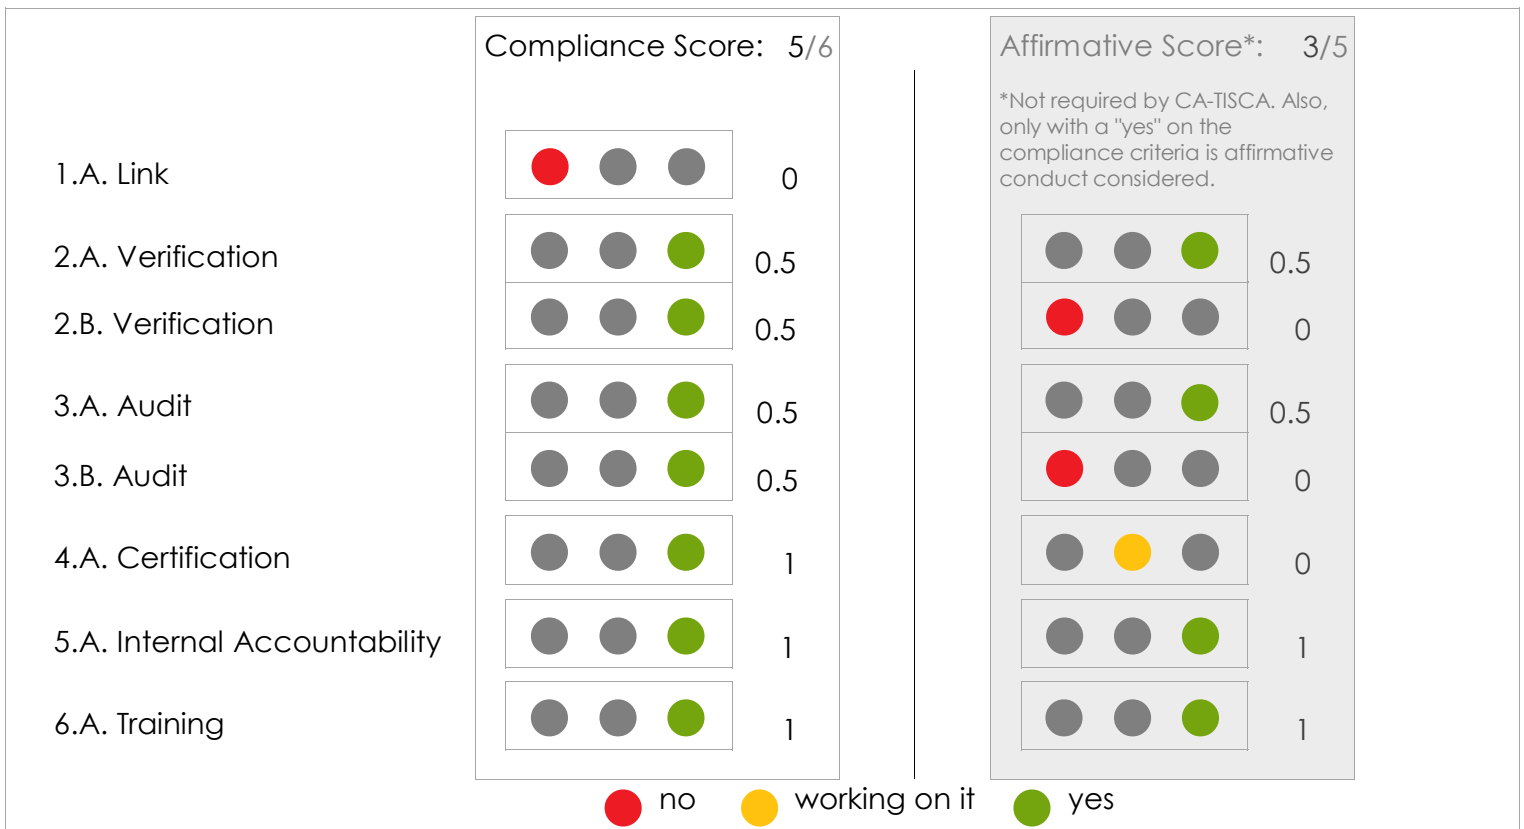 Compliance Score: 5/6
Affirmative Score*: 3/5
*Not required by CA-TISCA. Also,
only with a "yes" on the
compliance criteria is affirmative
conduct considered.
1.A. Link 0
2.A. Verification 0.5 0.5
2.B. Verification 0.5 0
3.A. Audit 0.5 0.5
3.B. Audit 0.5 0
4.A. Certification 1 0
5.A. Internal Accountability 1 1
6.A. Training 1 1
no working on it yes